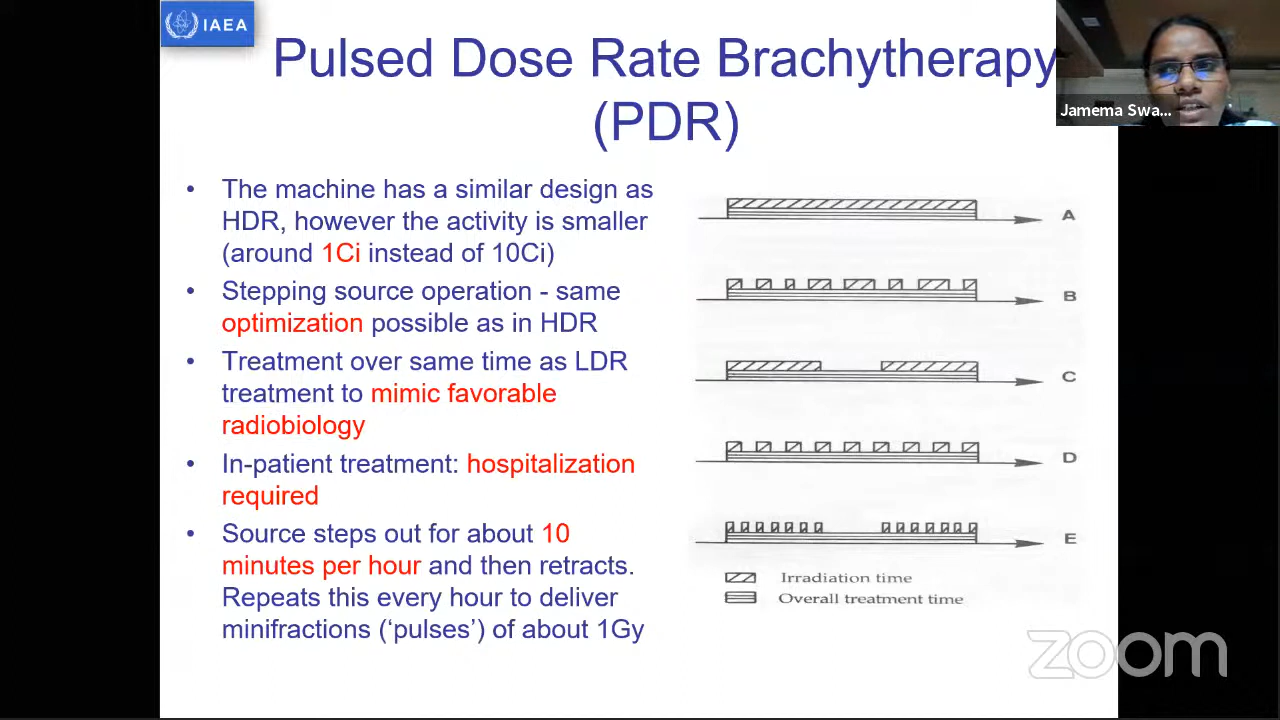 IAEA
Pulsed Dose Rate Brachytherapy
(PDR)
Jamema Swa...
• The machine has a similar design as
HDR, however the activity is smaller
(around 1Ci instead of 10Ci)
• Stepping source operation - same
optimization possible as in HDR
• Treatment over same time as LDR
treatment to mimic favorable
radiobiology
• In-patient treatment: hospitalization
required
• Source steps out for about 10
minutes per hour and then retracts.
Repeats this every hour to deliver
minifractions (‘pulses’) of about 1Gy
A
B
C
D
E
Irradiation time
Overall treatment time
zoom